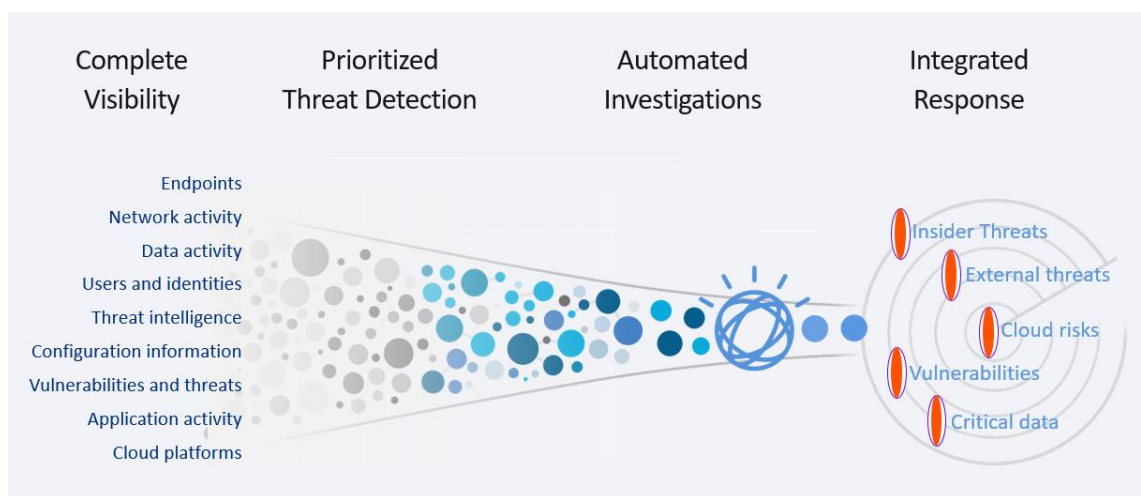 Complete
Visibility
Prioritized
Threat Detection
Automated
Investigations
Integrated
Response
Endpoints
Network activity
Data activity
Users and identities
Threat intelligence
Configuration information
Vulnerabilities and threats
Application activity
Cloud platforms
Insider Threats
External threats
Cloud risks
Vulnerabilities
Critical data